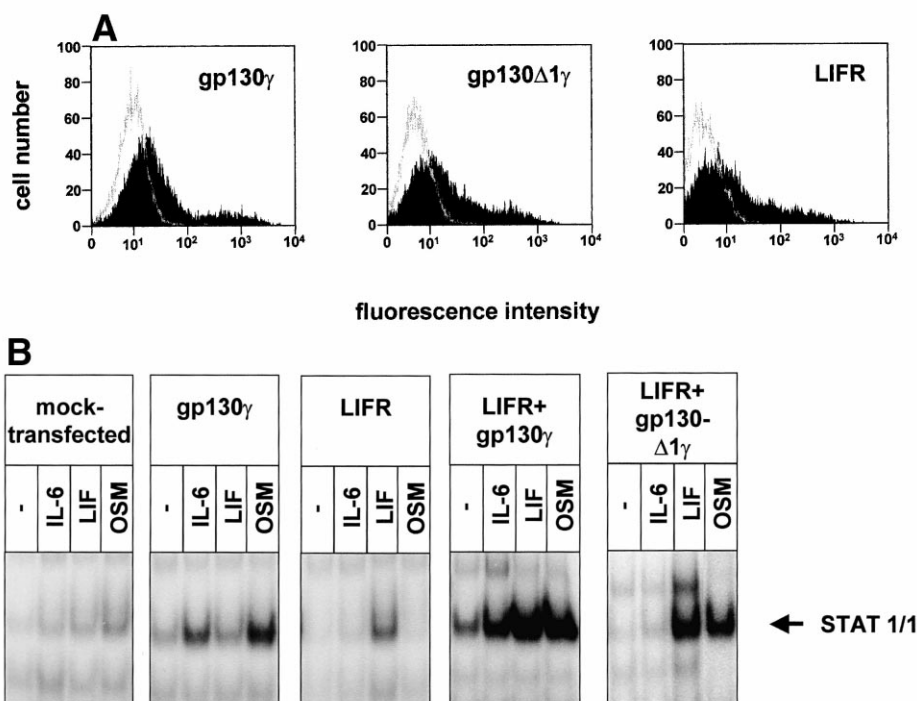 A
100
80
60
40
20
0
0 10¹ 10² 10³ 10⁴
gp130γ
100
80
60
40
20
0
0 10¹ 10² 10³ 10⁴
gp130Δ1γ
100
80
60
40
20
0
0 10¹ 10² 10³ 10⁴
LIFR
cell number
fluorescence intensity
B
mock-
transfected
- IL-6 LIF OSM
gp130γ
- IL-6 LIF OSM
LIFR
- IL-6 LIF OSM
LIFR+
gp130γ
- IL-6 LIF OSM
LIFR+
gp130-
Δ1γ
- IL-6 LIF OSM
STAT 1/1